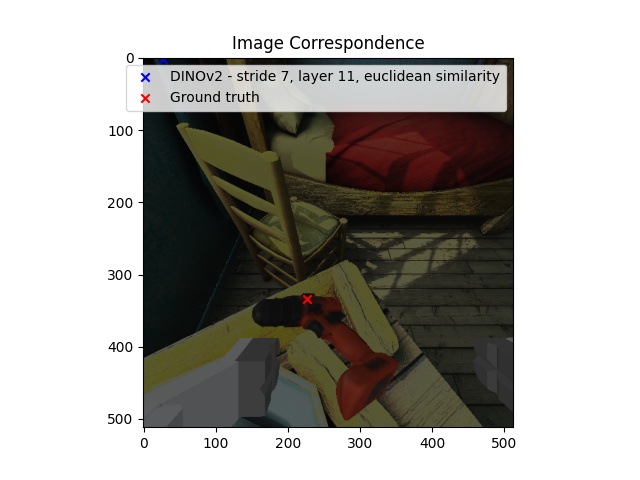 Image Correspondence
DINOv2 - stride 7, layer 11, euclidean similarity
Ground truth
0
100
200
300
400
500
0 100 200 300 400 500